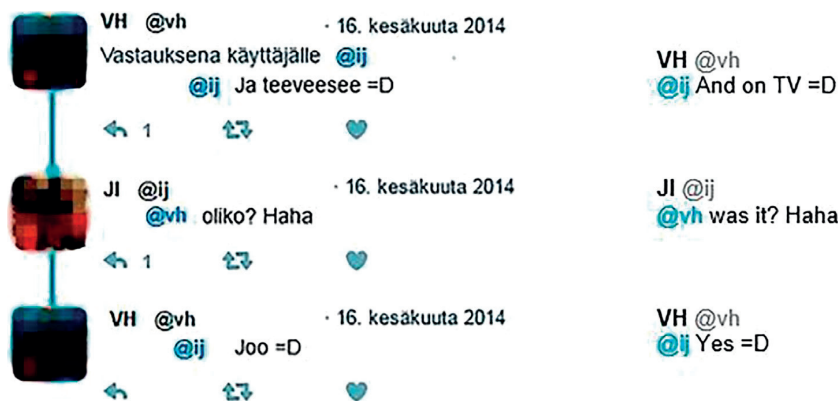 VH @vh · 16. kesäkuuta 2014
Vastauksena käyttäjälle @ij
@ij Ja teeveesee =D
1
JI @ij · 16. kesäkuuta 2014
@vh oliko? Haha
1
VH @vh · 16. kesäkuuta 2014
@ij Joo =D
VH @vh
@ij And on TV =D
JI @ij
@vh was it? Haha
VH @vh
@ij Yes =D